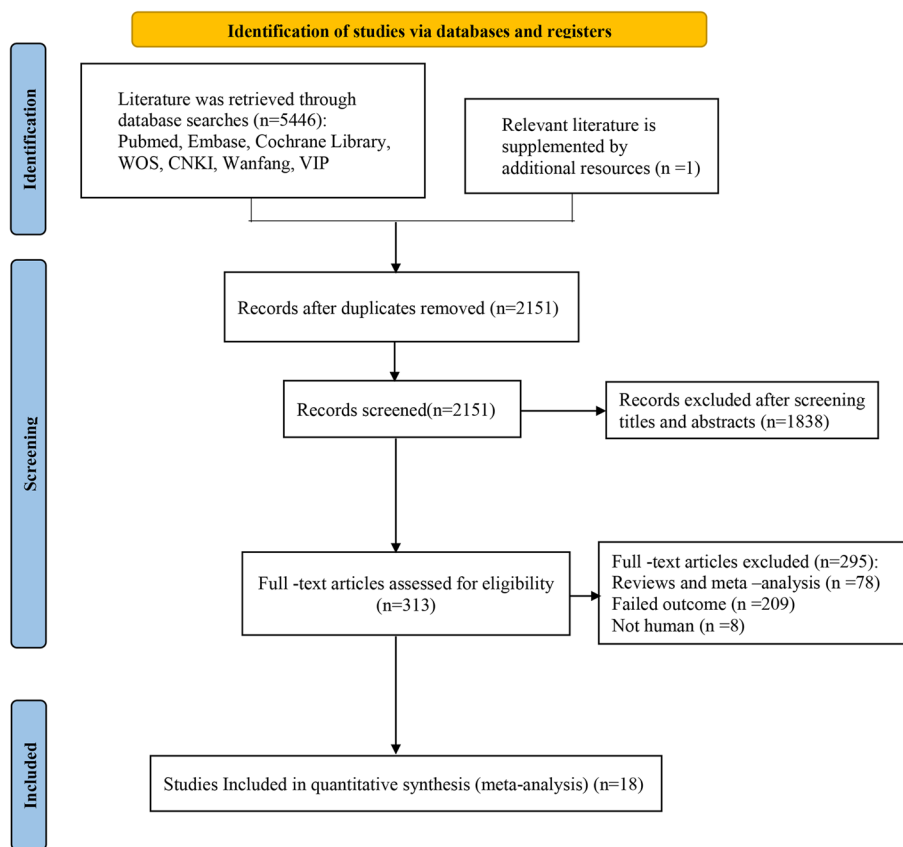 Identification of studies via databases and registers
Identification
Literature was retrieved through
database searches (n=5446):
Pubmed, Embase, Cochrane Library,
WOS, CNKI, Wanfang, VIP
Relevant literature is
supplemented by
additional resources (n =1)
Screening
Records after duplicates removed (n=2151)
Records screened(n=2151)
Records excluded after screening
titles and abstracts (n=1838)
Full -text articles assessed for eligibility
(n=313)
Full -text articles excluded (n=295):
Reviews and meta –analysis (n =78)
Failed outcome (n =209)
Not human (n =8)
Included
Studies Included in quantitative synthesis (meta-analysis) (n=18)